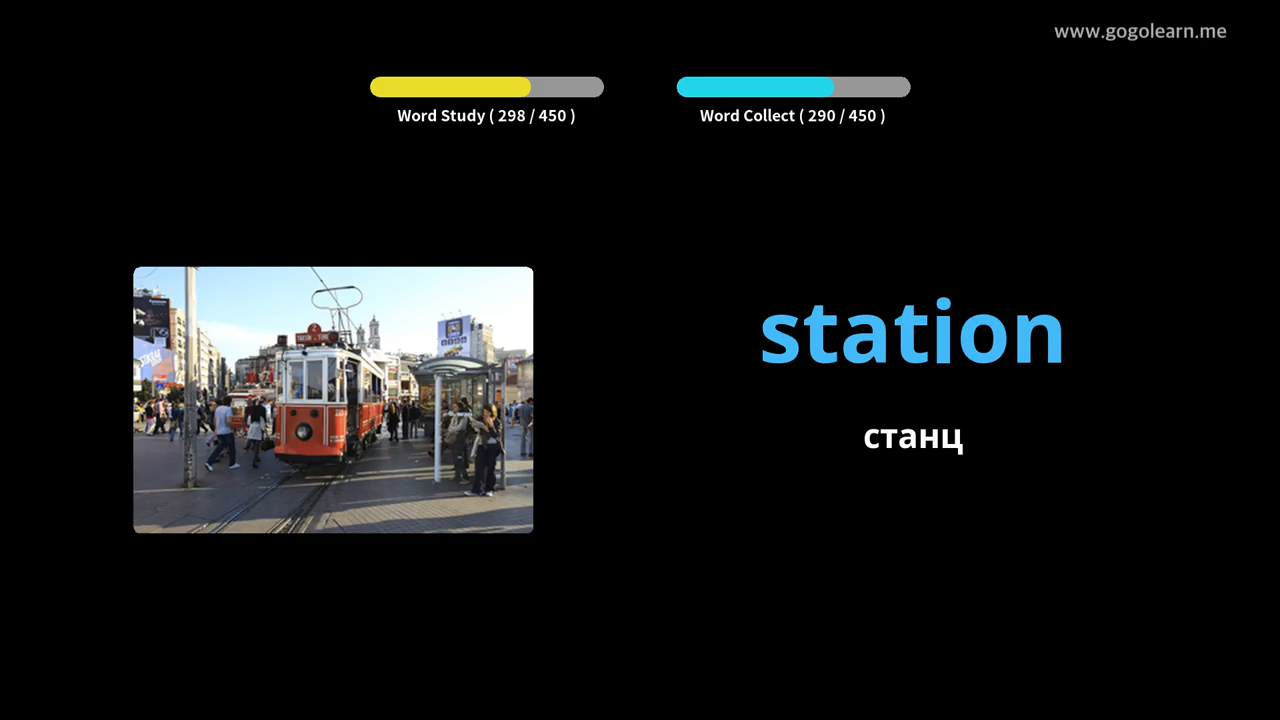 www.gogolearn.me
Word Study ( 298 / 450 )
Word Collect ( 290 / 450 )
station
станц